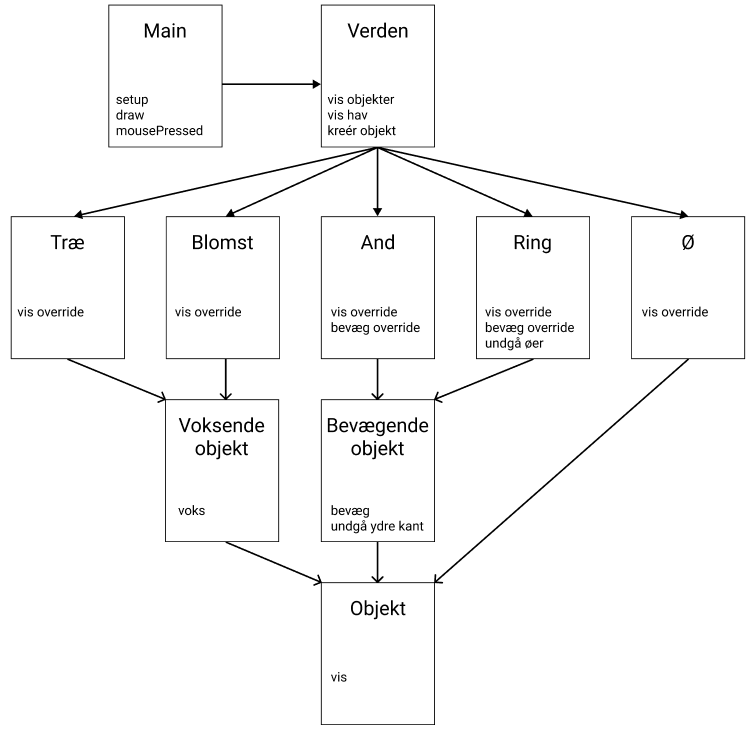 Main
setup
draw
mousePressed
Verden
vis objekter
vis hav
kreér objekt
Træ
vis override
Blomst
vis override
And
vis override
bevæg override
Ring
vis override
bevæg override
undgå øer
Ø
vis override
Voksende
objekt
voks
Bevægende
objekt
bevæg
undgå ydre kant
Objekt
vis